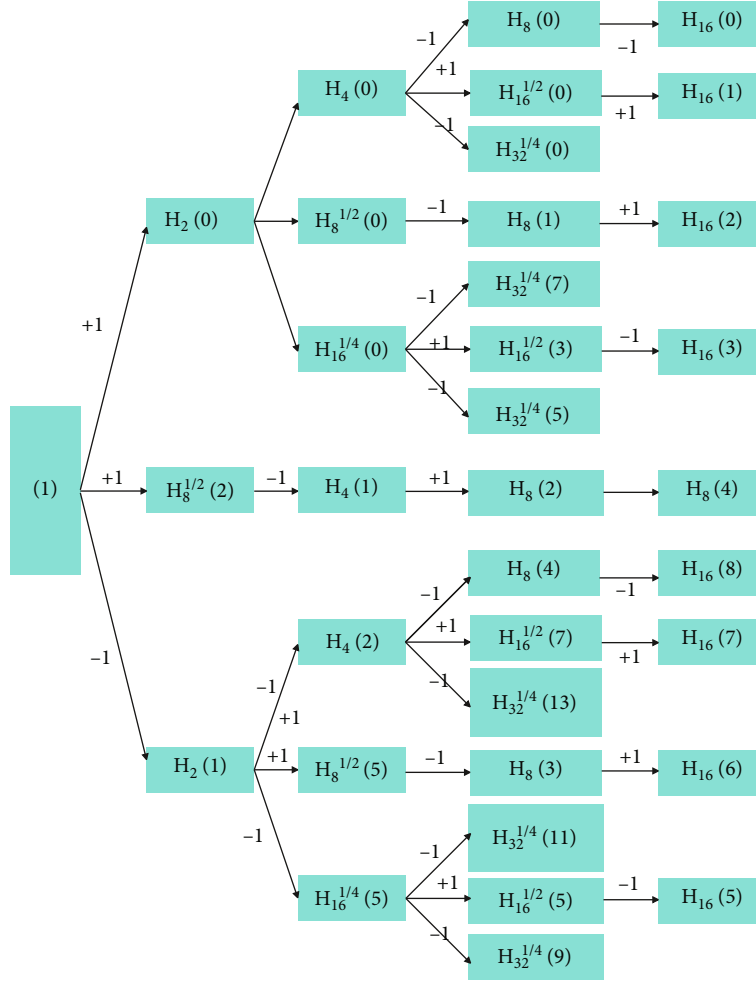 H₈ (0)
H₁₆ (0)
–1
–1
+1
H₄ (0)
H₁₆^1/2 (0)
H₁₆ (1)
+1
–1
H₃₂^1/4 (0)
H₂ (0)
H₈^1/2 (0)
–1
H₈ (1)
+1
H₁₆ (2)
H₃₂^1/4 (7)
–1
+1
H₁₆^1/4 (0)
+1
H₁₆^1/2 (3)
–1
H₁₆ (3)
–1
H₃₂^1/4 (5)
(1)
+1
H₈^1/2 (2)
–1
H₄ (1)
+1
H₈ (2)
H₈ (4)
H₈ (4)
H₁₆ (8)
–1
–1
H₄ (2)
+1
H₁₆^1/2 (7)
+1
H₁₆ (7)
–1
–1
–1
H₃₂^1/4 (13)
+1
H₂ (1)
+1
H₈^1/2 (5)
–1
H₈ (3)
+1
H₁₆ (6)
–1
H₃₂^1/4 (11)
–1
H₁₆^1/4 (5)
+1
H₁₆^1/2 (5)
–1
H₁₆ (5)
–1
H₃₂^1/4 (9)